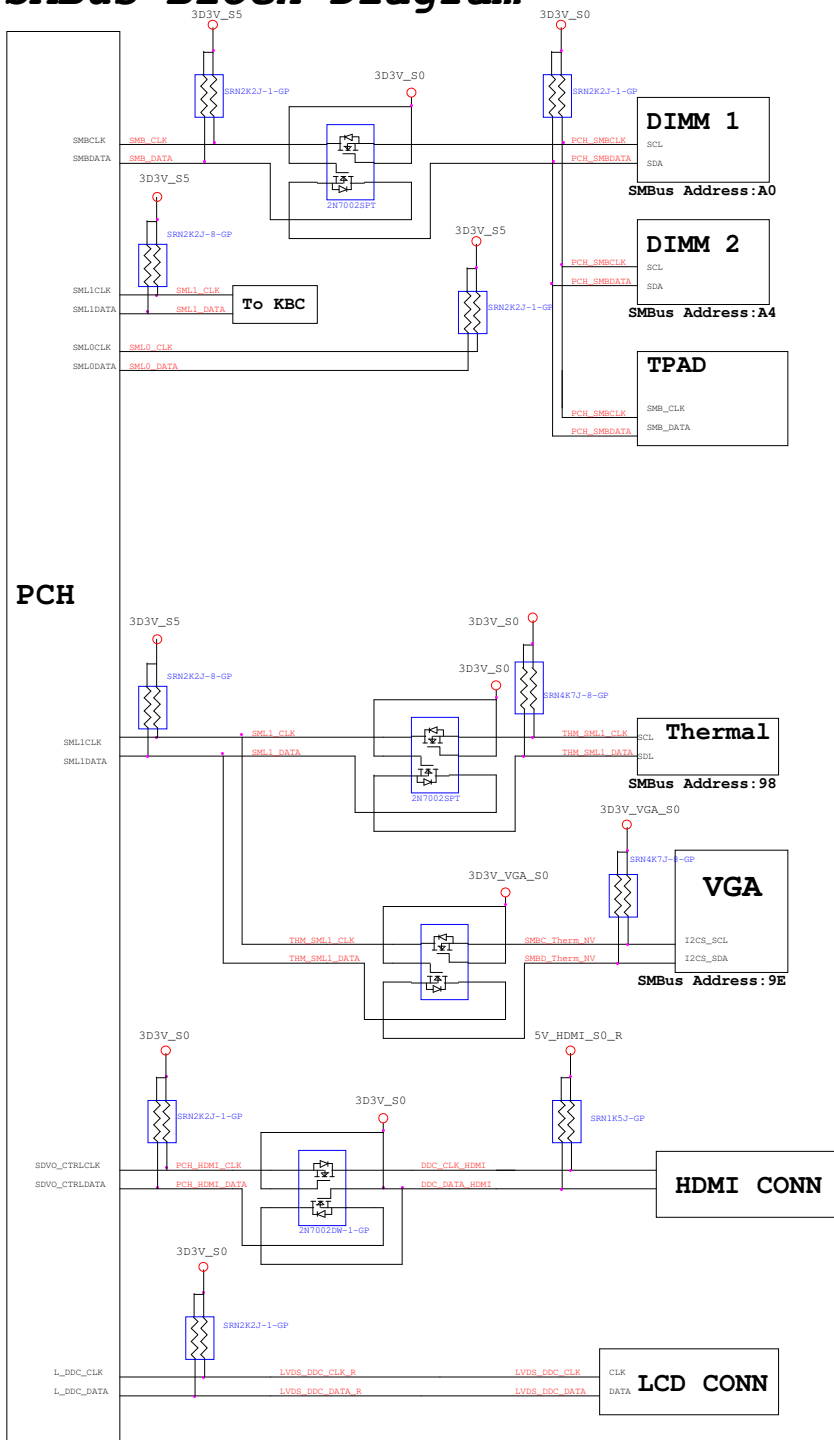 SMBus Block Diagram
3D3V_S5
3D3V_S0
3D3V_S0
SRN2K2J-1-GP
SRN2K2J-1-GP
DIMM 1
SMBCLK
SMB_CLK
PCH_SMBCLK
SCL
SMBDATA
SMB_DATA
PCH_SMBDATA
SDA
3D3V_S5
SMBus Address:A0
2N7002SPT
SRN2K2J-8-GP
3D3V_S5
DIMM 2
PCH_SMBCLK
SCL
PCH_SMBDATA
SDA
SML1CLK
SML1_CLK
To KBC
SML1DATA
SML1_DATA
SRN2K2J-1-GP
SMBus Address:A4
SML0CLK
SML0_CLK
SML0DATA
SML0_DATA
TPAD
PCH_SMBCLK
SMB_CLK
PCH_SMBDATA
SMB_DATA
PCH
3D3V_S5
3D3V_S0
3D3V_S0
SRN2K2J-8-GP
SRN4K7J-8-GP
SML1CLK
SML1_CLK
THM_SML1_CLK
SCL
Thermal
SML1DATA
SML1_DATA
THM_SML1_DATA
SDL
SMBus Address:98
2N7002SPT
3D3V_VGA_S0
SRN4K7J-8-GP
3D3V_VGA_S0
VGA
THM_SML1_CLK
SMBC_Therm_NV
I2CS_SCL
THM_SML1_DATA
SMBD_Therm_NV
I2CS_SDA
SMBus Address:9E
3D3V_S0
5V_HDMI_S0_R
3D3V_S0
SRN2K2J-1-GP
SRN1K5J-GP
SDVO_CTRLCLK
PCH_HDMI_CLK
DDC_CLK_HDMI
SDVO_CTRLDATA
PCH_HDMI_DATA
DDC_DATA_HDMI
HDMI CONN
2N7002DW-1-GP
3D3V_S0
SRN2K2J-1-GP
L_DDC_CLK
LVDS_DDC_CLK_R
LVDS_DDC_CLK
CLK
L_DDC_DATA
LVDS_DDC_DATA_R
LVDS_DDC_DATA
DATA
LCD CONN